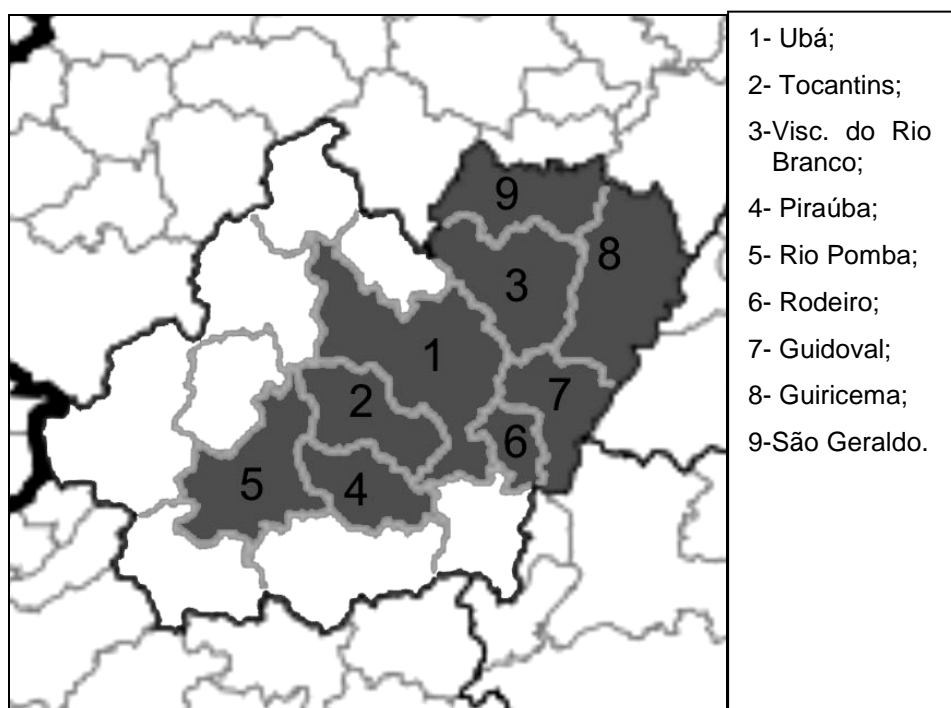 1- Ubá;
2- Tocantins;
3-Visc. do Rio
Branco;
4- Piraúba;
5- Rio Pomba;
6- Rodeiro;
7- Guidoval;
8- Guiricema;
9-São Geraldo.
9
8
3
1
7
2
6
5
4